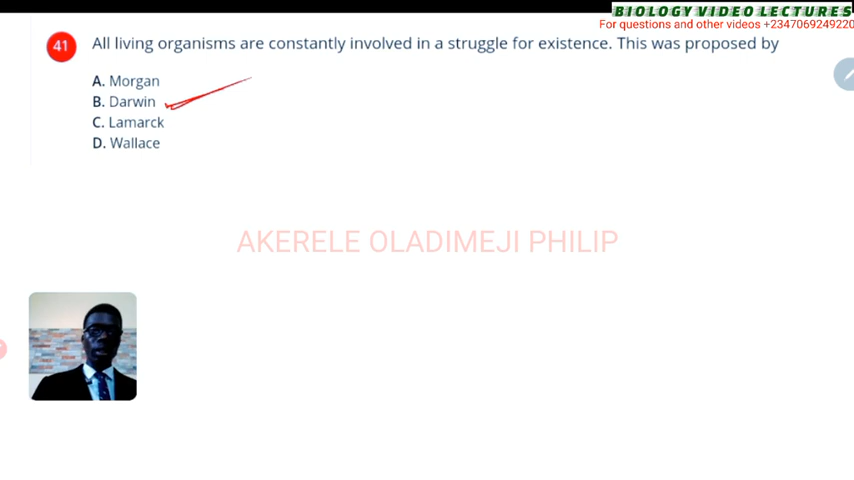 BIOLOGY VIDEO LECTURES
For questions and other videos +2347069249220
41 All living organisms are constantly involved in a struggle for existence. This was proposed by
A. Morgan
B. Darwin
C. Lamarck
D. Wallace
AKERELE OLADIMEJI PHILIP